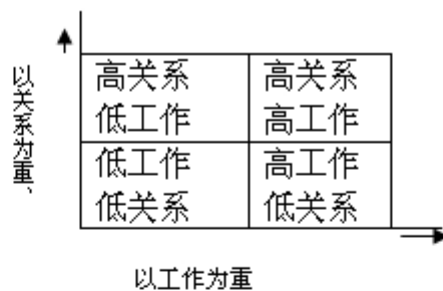 以关系为重、
高关系
低工作
高关系
高工作
低工作
低关系
高工作
低关系
以工作为重